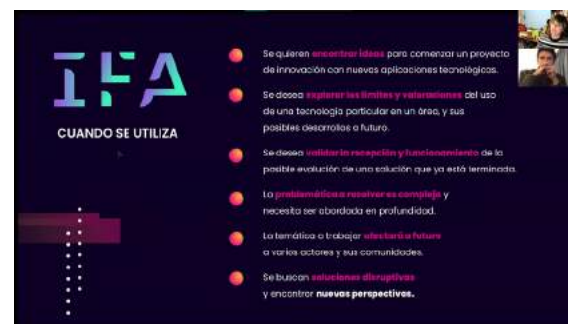 IFA
CUANDO SE UTILIZA
Se quieren encontrar ideas para comenzar un proyecto
de innovación con nuevas aplicaciones tecnológicas.
Se desea explorar los límites y valoraciones del uso
de una tecnología particular en un área, y sus
posibles desarrollos a futuro.
Se desea validar la recepción y funcionamiento de la
posible evolución de una solución que ya está terminada.
La problemática a resolver es compleja y
necesita ser abordada en profundidad.
La temática a trabajar afectará a futuro
a varios actores y sus comunidades.
Se buscan soluciones disruptivas
y encontrar nuevas perspectivas.